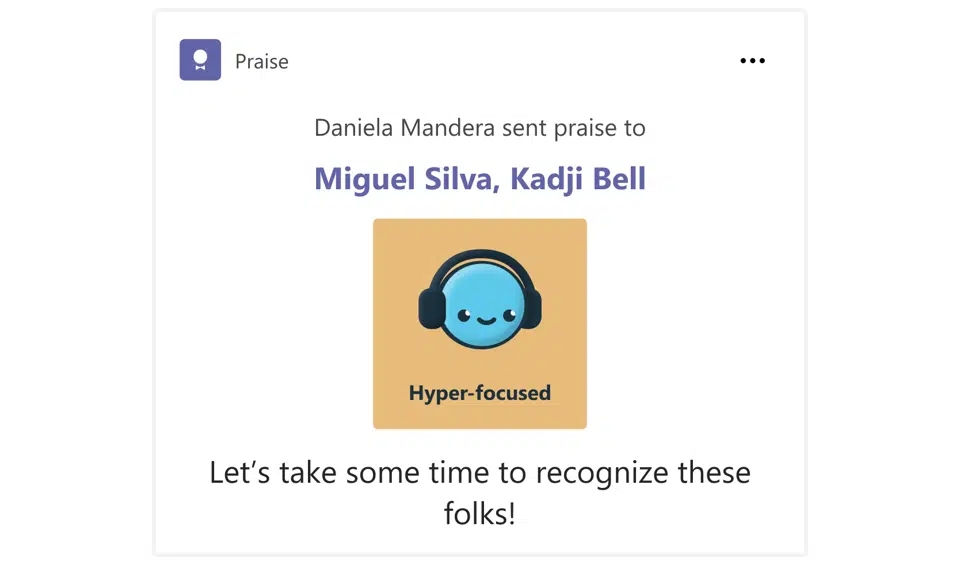 Praise
Daniela Mandera sent praise to
Miguel Silva, Kadji Bell
Hyper-focused
Let’s take some time to recognize these
folks!